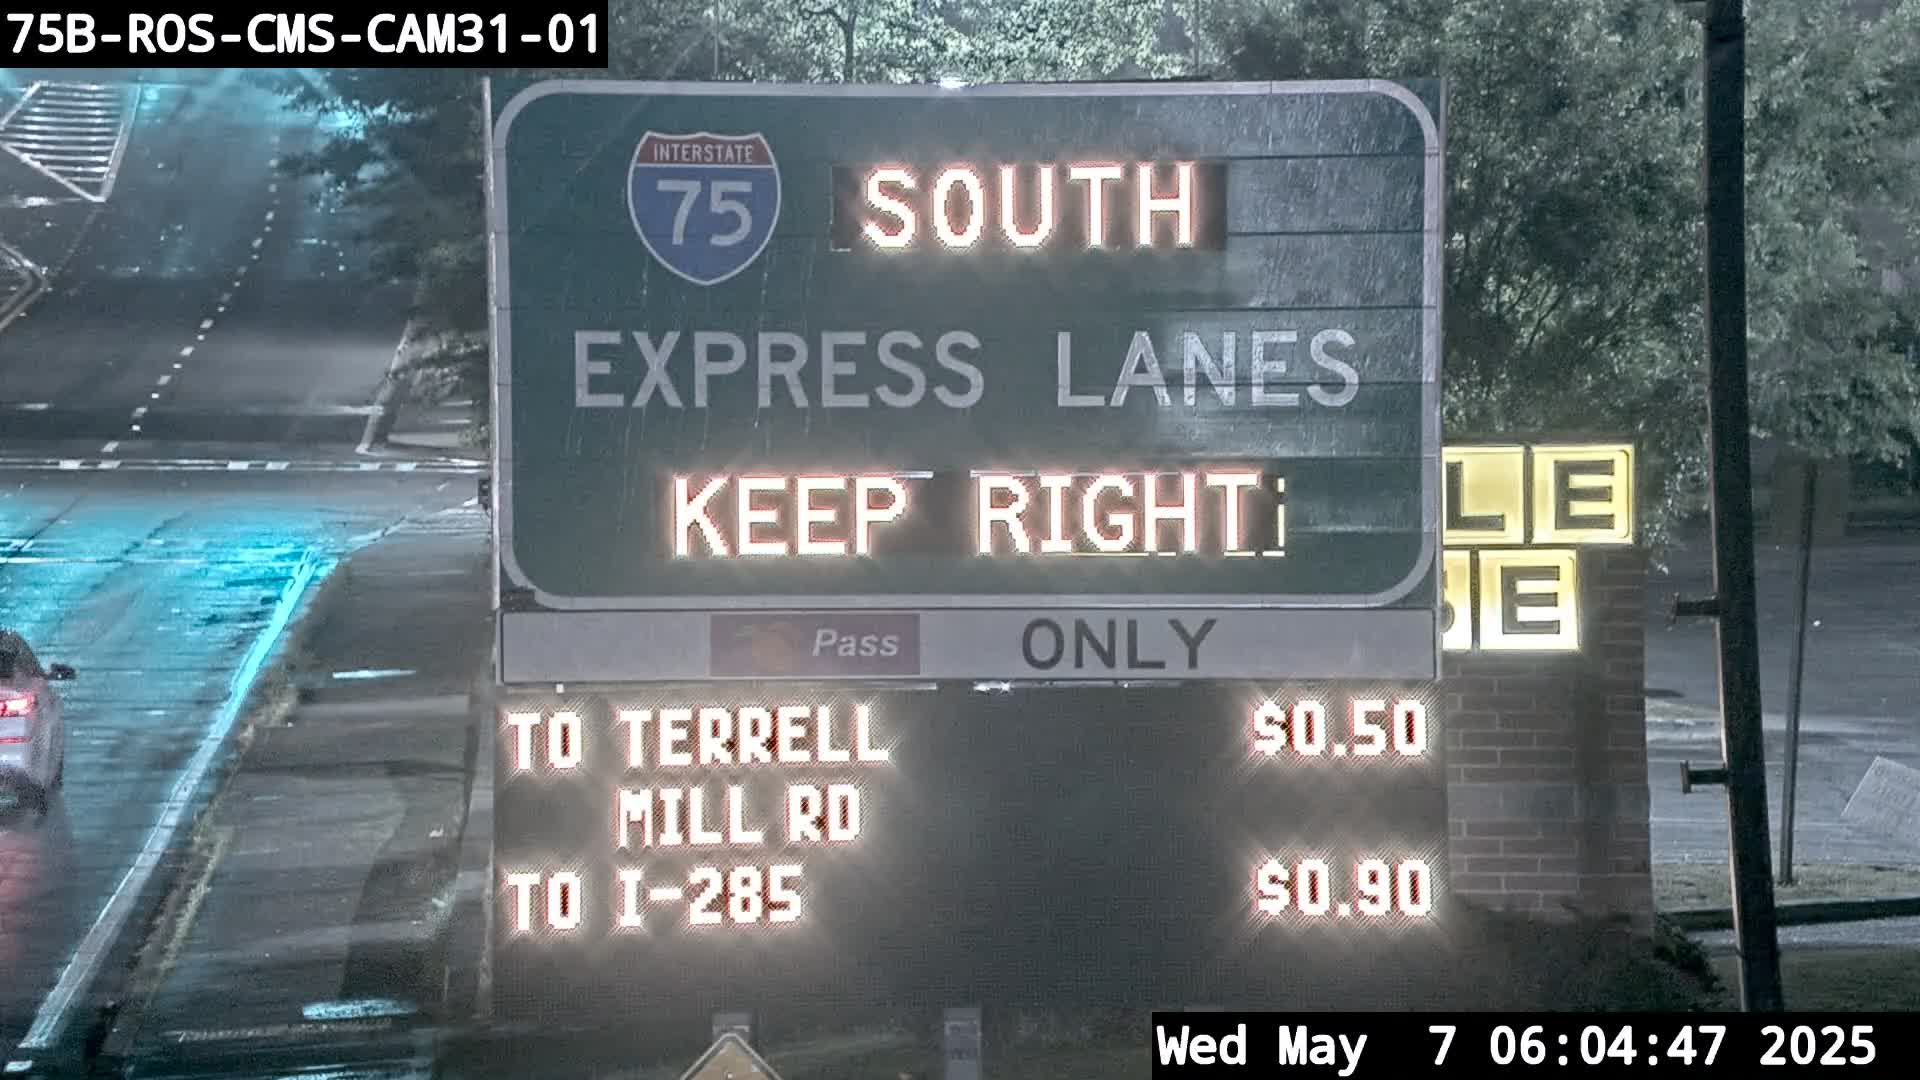 75B-ROS-CMS-CAM31-01
INTERSTATE
75
SOUTH
EXPRESS LANES
KEEP RIGHT
Pass ONLY
TO TERRELL $0.50
MILL RD
TO I-285 $0.90
LE
E
Wed May 7 06:04:47 2025